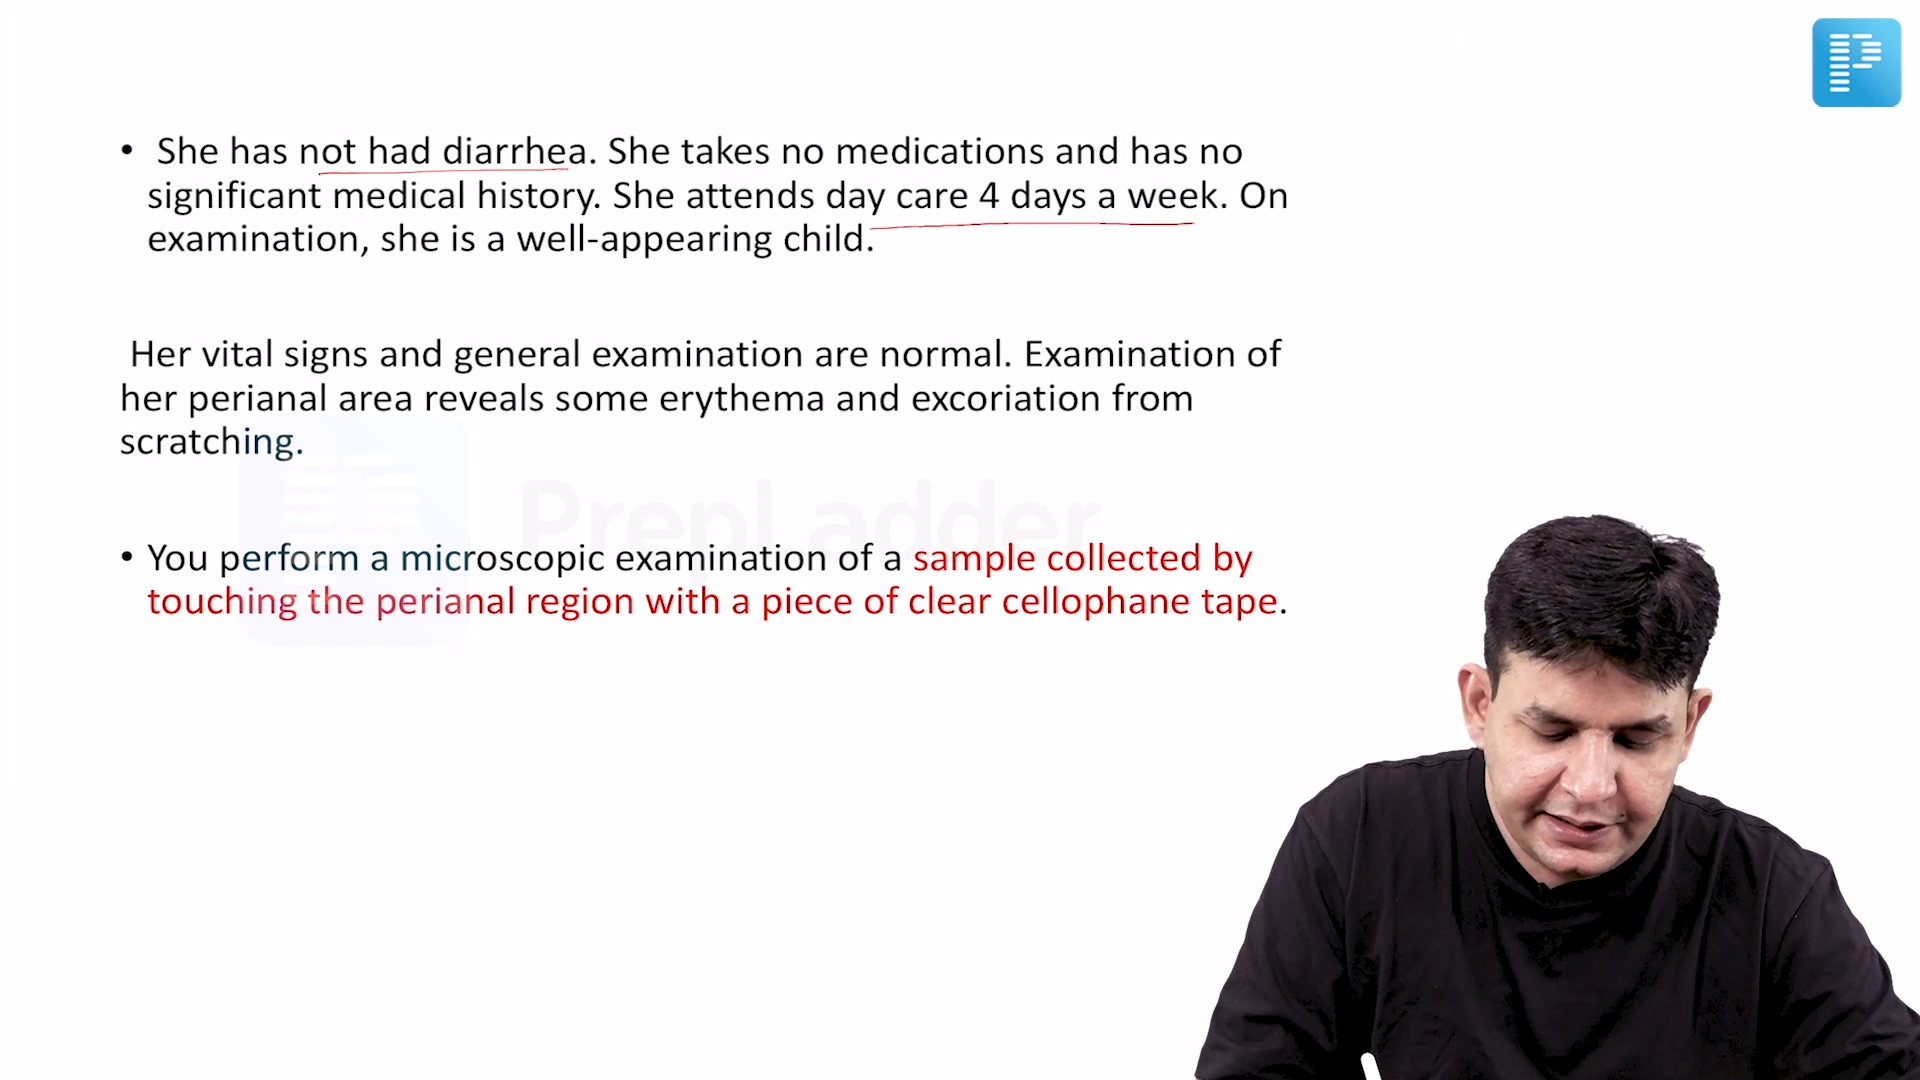 • She has not had diarrhea. She takes no medications and has no
significant medical history. She attends day care 4 days a week. On
examination, she is a well-appearing child.
Her vital signs and general examination are normal. Examination of
her perianal area reveals some erythema and excoriation from
scratching.
PrepLadder
• You perform a microscopic examination of a sample collected by
touching the perianal region with a piece of clear cellophane tape.